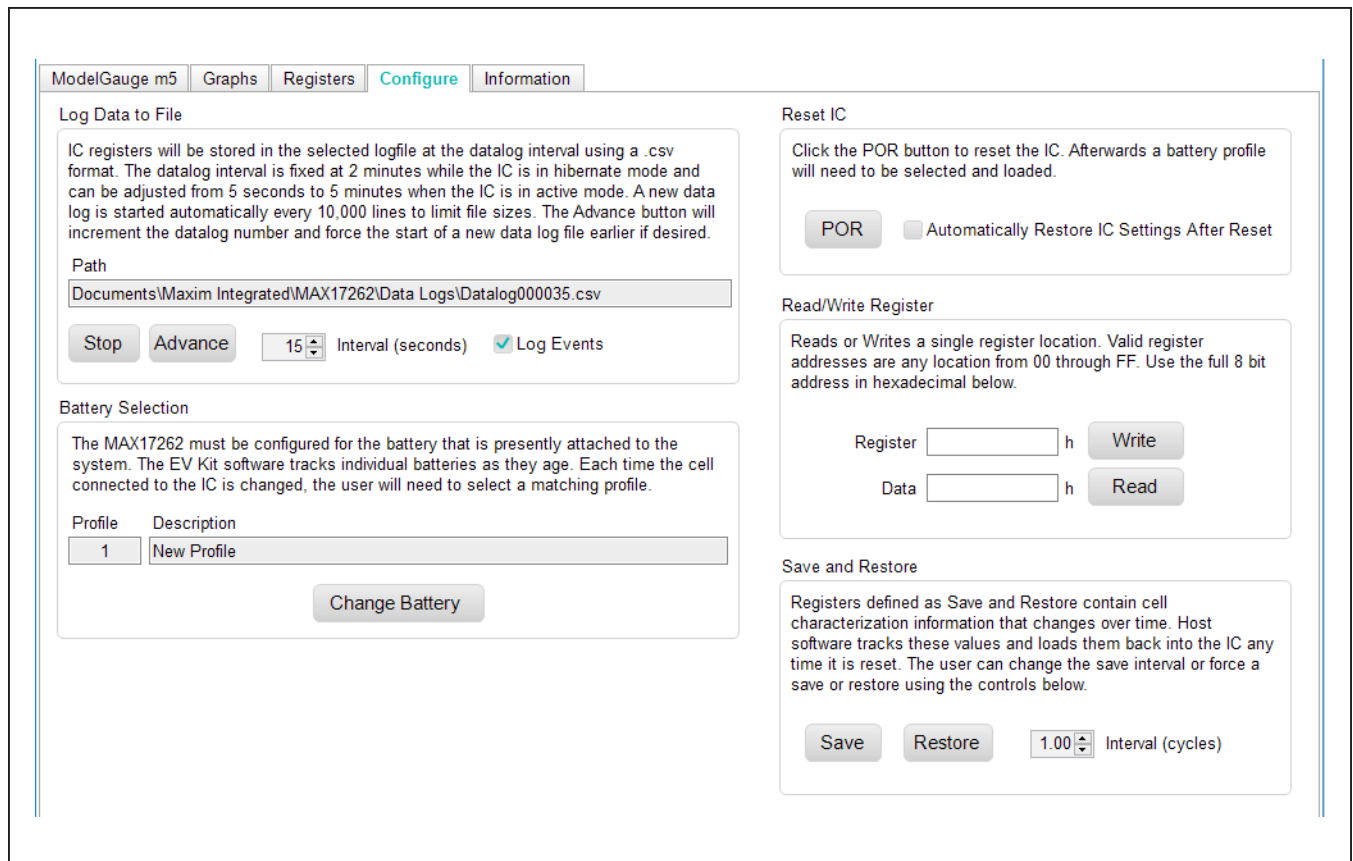 ModelGauge m5 Graphs Registers Configure Information
Log Data to File
IC registers will be stored in the selected logfile at the datalog interval using a .csv
format. The datalog interval is fixed at 2 minutes while the IC is in hibernate mode and
can be adjusted from 5 seconds to 5 minutes when the IC is in active mode. A new data
log is started automatically every 10,000 lines to limit file sizes. The Advance button will
increment the datalog number and force the start of a new data log file earlier if desired.
Path
Documents\Maxim Integrated\MAX17262\Data Logs\Datalog000035.csv
Stop Advance 15 Interval (seconds) Log Events
Battery Selection
The MAX17262 must be configured for the battery that is presently attached to the
system. The EV Kit software tracks individual batteries as they age. Each time the cell
connected to the IC is changed, the user will need to select a matching profile.
Profile Description
1 New Profile
Change Battery
Reset IC
Click the POR button to reset the IC. Afterwards a battery profile
will need to be selected and loaded.
POR Automatically Restore IC Settings After Reset
Read/Write Register
Reads or Writes a single register location. Valid register
addresses are any location from 00 through FF. Use the full 8 bit
address in hexadecimal below.
Register h Write
Data h Read
Save and Restore
Registers defined as Save and Restore contain cell
characterization information that changes over time. Host
software tracks these values and loads them back into the IC any
time it is reset. The user can change the save interval or force a
save or restore using the controls below.
Save Restore 1.00 Interval (cycles)